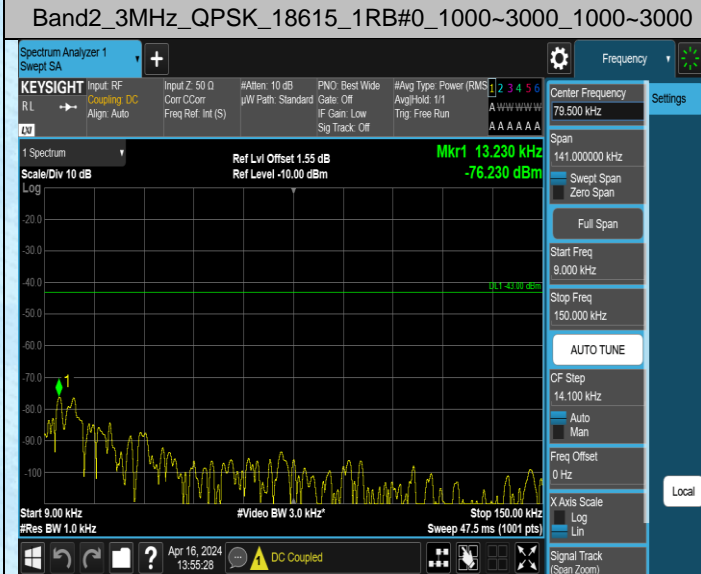 Band2_3MHz_QPSK_18615_1RB#0_1000~3000_1000~3000
Spectrum Analyzer 1
Swept SA
+
Frequency
KEYSIGHT
RL
LXI
Input: RF
Coupling: DC
Align: Auto
Input Z: 50 Ω
Corr CCorr
Freq Ref: Int (S)
#Atten: 10 dB
µW Path: Standard
PNO: Best Wide
Gate: Off
IF Gain: Low
Sig Track: Off
#Avg Type: Power (RMS
Avg|Hold: 1/1
Trig: Free Run
1 2 3 4 5 6
A W W W W W
A A A A A A
Center Frequency
79.500 kHz
Settings
1 Spectrum
Scale/Div 10 dB
Log
Ref Lvl Offset 1.55 dB
Ref Level -10.00 dBm
Mkr1 13.230 kHz
-76.230 dBm
Span
141.000000 kHz
Swept Span
Zero Span
Full Span
Start Freq
9.000 kHz
Stop Freq
150.000 kHz
AUTO TUNE
CF Step
14.100 kHz
Auto
Man
Freq Offset
0 Hz
X Axis Scale
Log
Lin
Signal Track
(Span Zoom)
Local
-20.0
-30.0
-40.0
-50.0
-60.0
-70.0
-80.0
-90.0
-100
DL1 -43.00 dBm
1
Start 9.00 kHz
#Res BW 1.0 kHz
#Video BW 3.0 kHz*
Stop 150.00 kHz
Sweep 47.5 ms (1001 pts)
?
Apr 16, 2024
13:55:28
1
DC Coupled